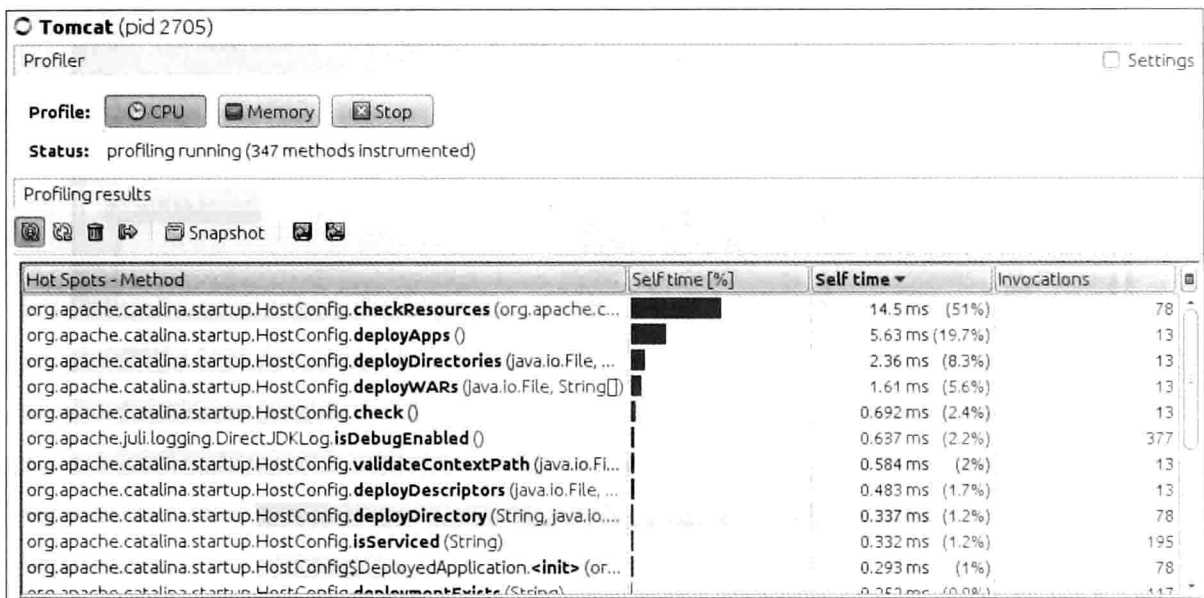 Tomcat (pid 2705)
Profiler Settings
Profile: CPU Memory Stop
Status: profiling running (347 methods instrumented)
Profiling results
Snapshot
Hot Spots - Method Self time [%] Self time Invocations
org.apache.catalina.startup.HostConfig.checkResources (org.apache.c... 14.5 ms (51%) 78
org.apache.catalina.startup.HostConfig.deployApps () 5.63 ms (19.7%) 13
org.apache.catalina.startup.HostConfig.deployDirectories (java.io.File, ... 2.36 ms (8.3%) 13
org.apache.catalina.startup.HostConfig.deployWARs (java.io.File, String[]) 1.61 ms (5.6%) 13
org.apache.catalina.startup.HostConfig.check () 0.692 ms (2.4%) 13
org.apache.juli.logging.DirectJDKLog.isDebugEnabled () 0.637 ms (2.2%) 377
org.apache.catalina.startup.HostConfig.validateContextPath (java.io.Fi... 0.584 ms (2%) 13
org.apache.catalina.startup.HostConfig.deployDescriptors (java.io.File, ... 0.483 ms (1.7%) 13
org.apache.catalina.startup.HostConfig.deployDirectory (String, java.io.... 0.337 ms (1.2%) 78
org.apache.catalina.startup.HostConfig.isServiced (String) 0.332 ms (1.2%) 195
org.apache.catalina.startup.HostConfig$DeployedApplication.<init> (or... 0.293 ms (1%) 78
org.apache.catalina.startup.HostConfig.deploymentExists (String) ms 117